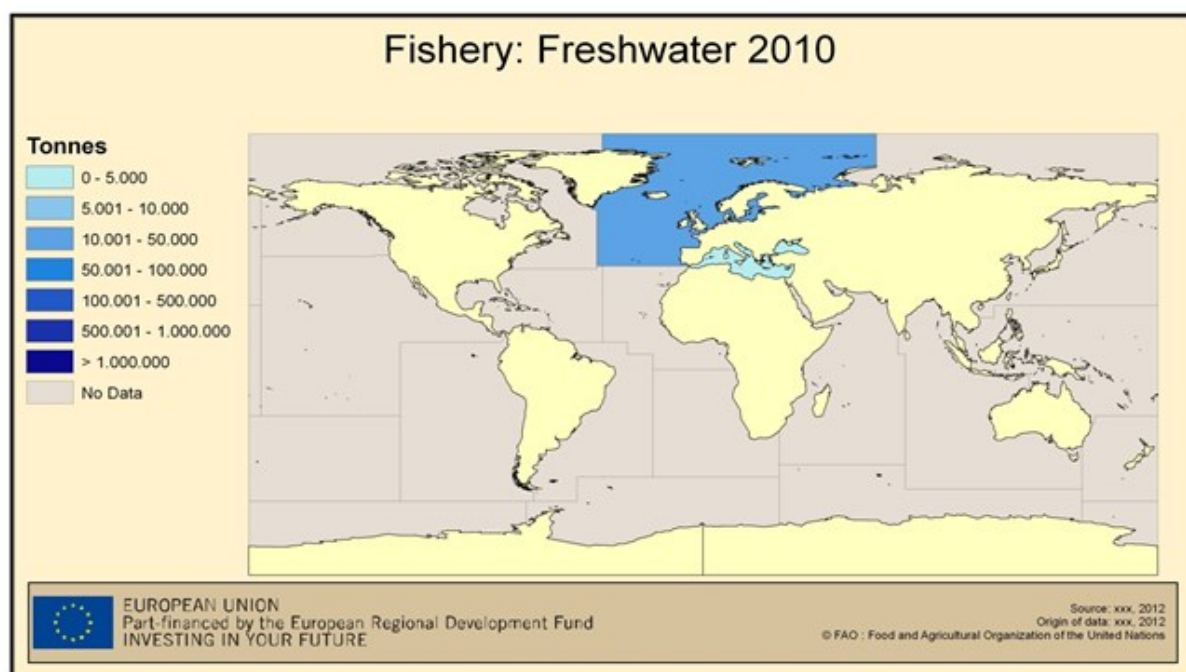 Fishery: Freshwater 2010
Tonnes
0 - 5.000
5.001 - 10.000
10.001 - 50.000
50.001 - 100.000
100.001 - 500.000
500.001 - 1.000.000
> 1.000.000
No Data
EUROPEAN UNION
Part-financed by the European Regional Development Fund
INVESTING IN YOUR FUTURE
Source: xxx, 2012
Origin of data: xxx, 2012
© FAO : Food and Agricultural Organization of the United Nations